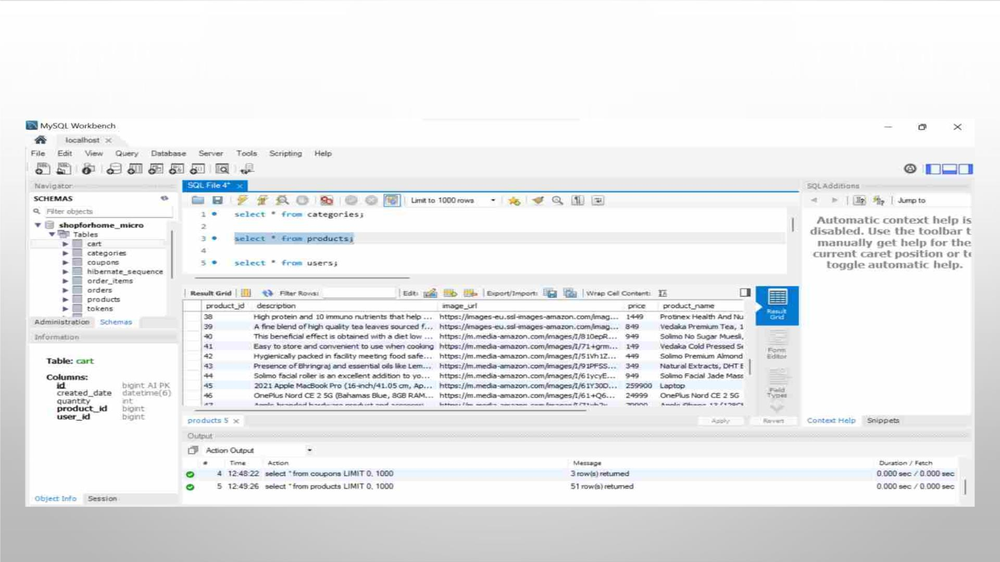 MySQL Workbench
localhost
File Edit View Query Database Server Tools Scripting Help
Navigator
SCHEMAS
Filter objects
shopforhome_micro
Tables
cart
categories
coupons
hibernate_sequence
order_items
orders
products
tokens
Administration Schemas
Information
Table: cart
Columns:
id bigint AI PK
created_date datetime(6)
quantity int
product_id bigint
user_id bigint
Object Info Session
SQL File 4*
Limit to 1000 rows
1 select * from categories;
2
3 select * from products;
4
5 select * from users;
Result Grid Filter Rows: Edit: Export/Import: Wrap Cell Content:
product_id description image_url price product_name
38 High protein and 10 immuno nutrients that help ... https://images-eu.ssl-images-amazon.com/imag... 1449 Protinex Health And Nu
39 A fine blend of high quality tea leaves sourced f... https://images-eu.ssl-images-amazon.com/imag... 849 Vedaka Premium Tea, 1
40 This beneficial effect is obtained with a diet low ... https://m.media-amazon.com/images/I/810epR... 949 Solimo No Sugar Muesli,
41 Easy to store and convenient to use when cooking https://m.media-amazon.com/images/I/71+grm... 149 Vedaka Cold Pressed Se
42 Hygienically packed in facility meeting food safe... https://m.media-amazon.com/images/I/51Vh1Z... 449 Solimo Premium Almond
43 Presence of Bhringraj and essential oils like Lem... https://m.media-amazon.com/images/I/91PFSS... 349 Natural Extracts, DHT E
44 Solimo facial roller is an excellent addition to yo... https://m.media-amazon.com/images/I/61ycyE... 949 Solimo Facial Jade Mass
45 2021 Apple MacBook Pro (16-inch/41.05 cm, Ap... https://m.media-amazon.com/images/I/61Y30D... 259900 Laptop
46 OnePlus Nord CE 2 5G (Bahamas Blue, 8GB RAM... https://m.media-amazon.com/images/I/61+Q6... 24999 OnePlus Nord CE 2 5G
Result Grid
Form Editor
Field Types
products 5 Apply Revert
Output
Action Output
# Time Action Message Duration / Fetch
4 12:48:22 select * from coupons LIMIT 0, 1000 3 row(s) returned 0.000 sec / 0.000 sec
5 12:49:26 select * from products LIMIT 0, 1000 51 row(s) returned 0.000 sec / 0.000 sec
SQLAdditions
Jump to
Automatic context help is
disabled. Use the toolbar t
manually get help for the
current caret position or to
toggle automatic help.
Context Help Snippets